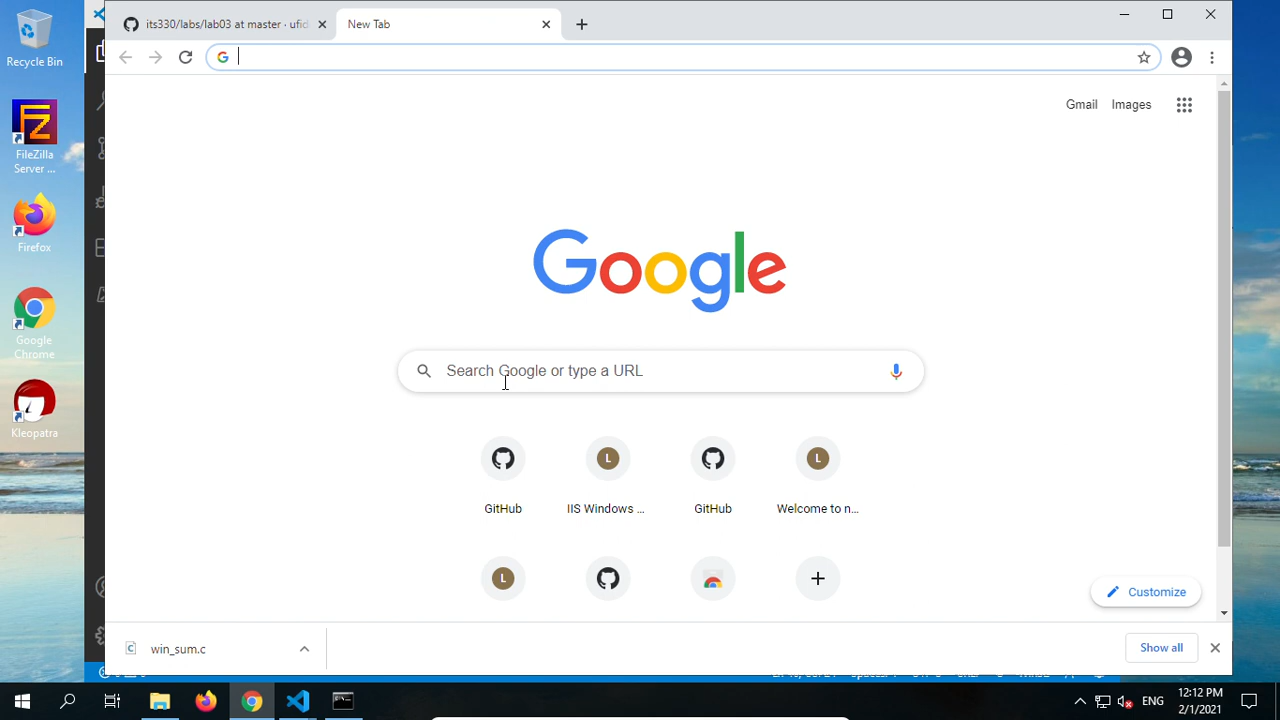 its330/labs/lab03 at master · ufid
New Tab
Gmail
Images
Google
Search Google or type a URL
GitHub
L
IIS Windows ...
GitHub
L
Welcome to n...
L
Customize
win_sum.c
Show all
Recycle Bin
FileZilla
Server ...
Firefox
Google
Chrome
Kleopatra
ENG
12:12 PM
2/1/2021